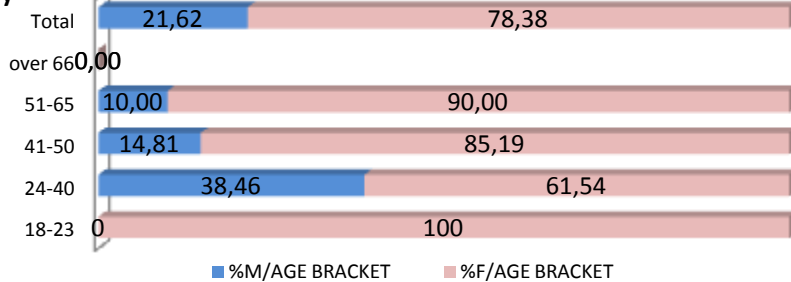 Total 21,62 78,38
over 66 0,00
51-65 10,00 90,00
41-50 14,81 85,19
24-40 38,46 61,54
18-23 0 100
%M/AGE BRACKET %F/AGE BRACKET